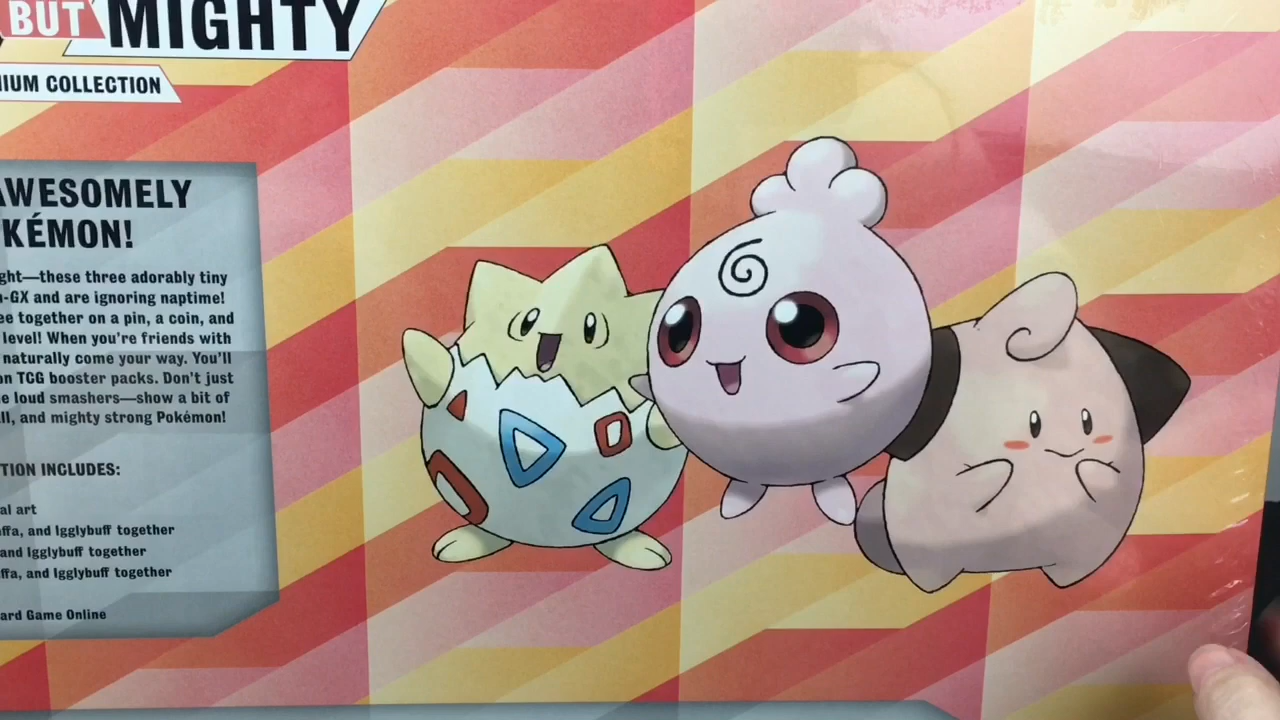 BUT MIGHTY
IUM COLLECTION
AWESOMELY
KÉMON!
ght—these three adorably tiny
-GX and are ignoring naptime!
ee together on a pin, a coin, and
level! When you're friends with
naturally come your way. You'll
on TCG booster packs. Don't just
e loud smashers—show a bit of
ll, and mighty strong Pokémon!
TION INCLUDES:
al art
ffa, and Igglybuff together
and Igglybuff together
ffa, and Igglybuff together
ard Game Online